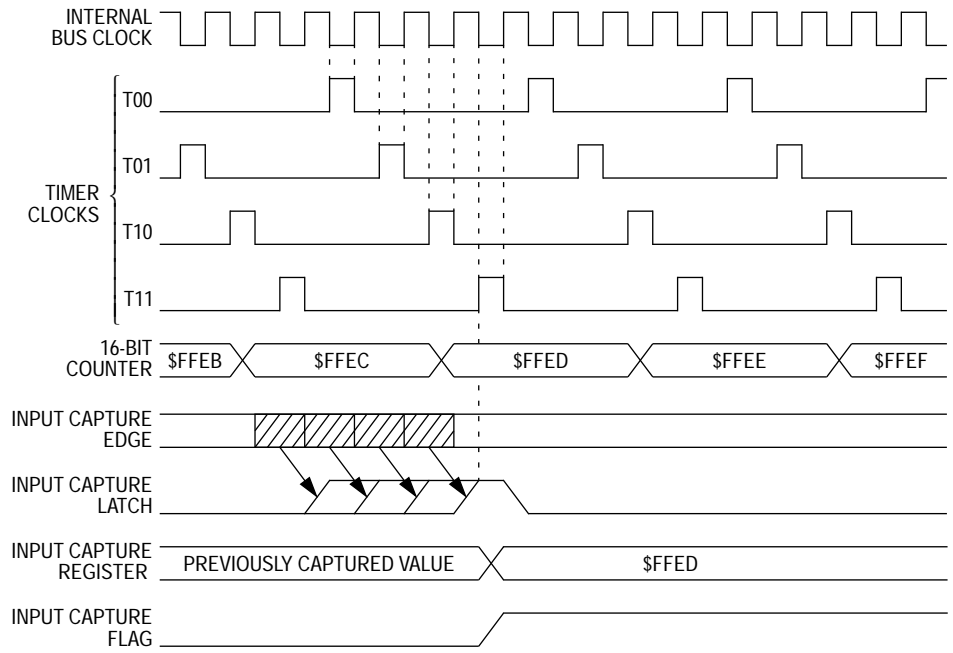 INTERNAL
BUS CLOCK
TIMER
CLOCKS
T00
T01
T10
T11
16-BIT
COUNTER
$FFEB
$FFEC
$FFED
$FFEE
$FFEF
INPUT CAPTURE
EDGE
INPUT CAPTURE
LATCH
INPUT CAPTURE
REGISTER
PREVIOUSLY CAPTURED VALUE
$FFED
INPUT CAPTURE
FLAG